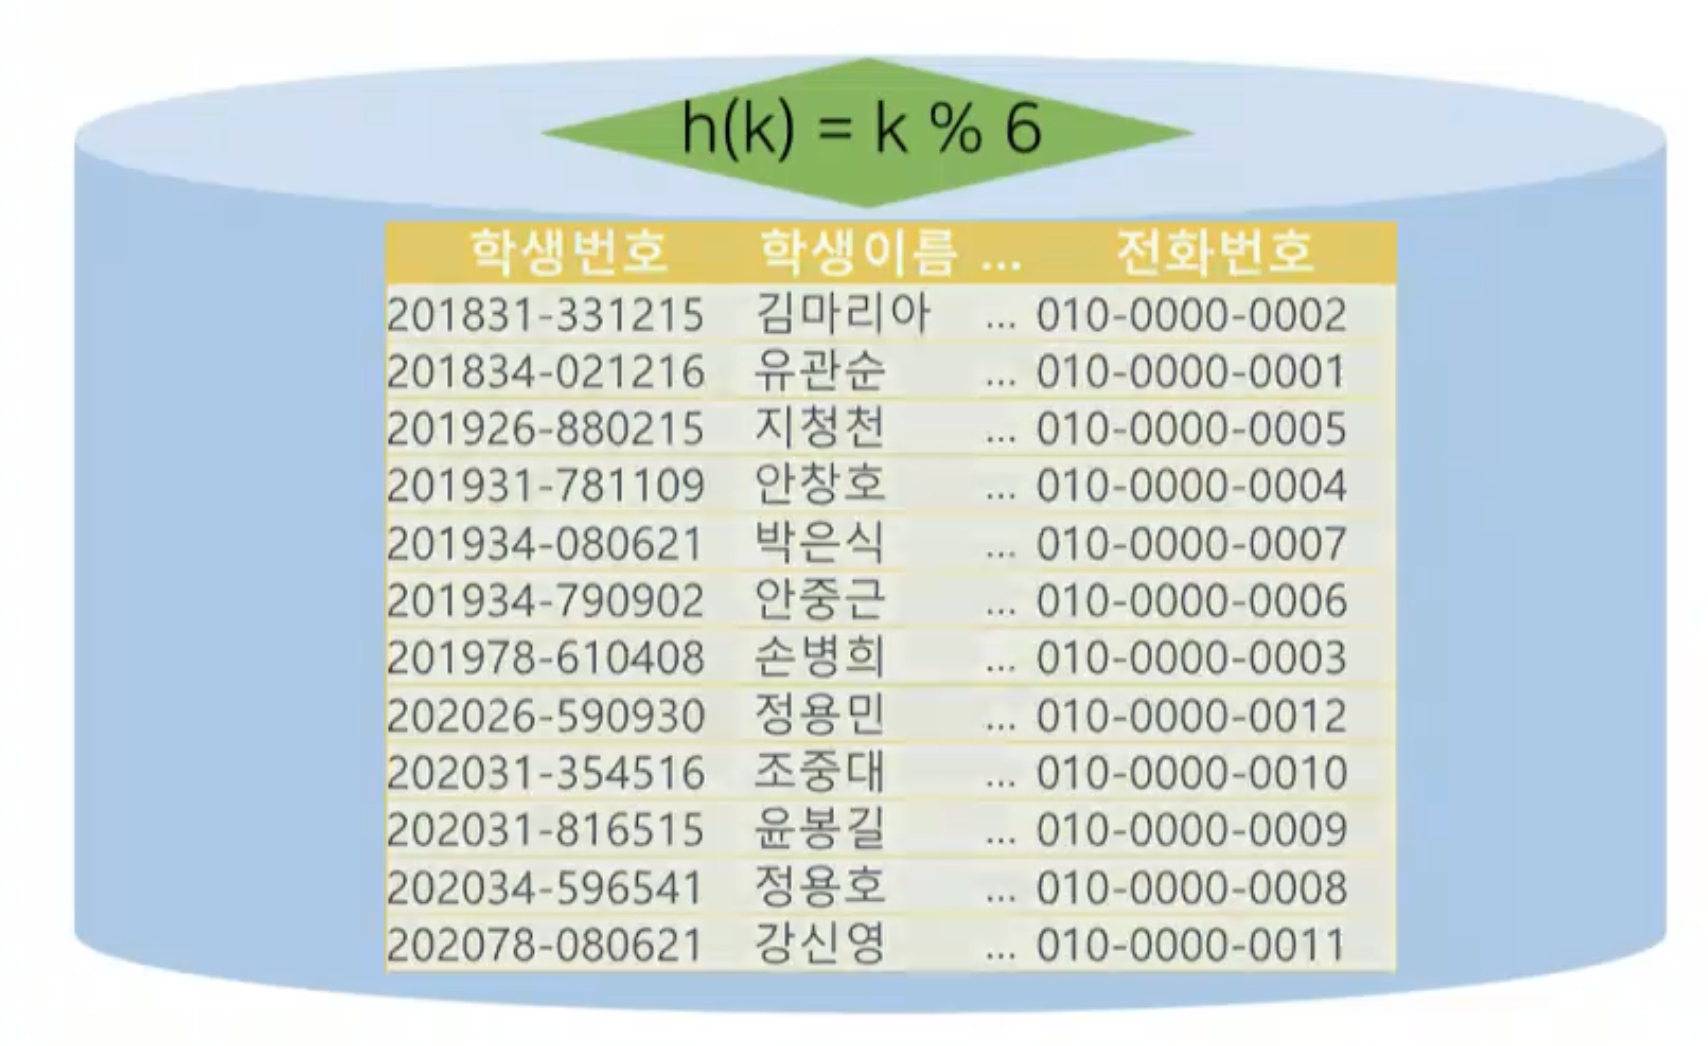 h(k) = k % 6
학생번호 학생이름 ... 전화번호
201831-331215 김마리아 ... 010-0000-0002
201834-021216 유관순 ... 010-0000-0001
201926-880215 지청천 ... 010-0000-0005
201931-781109 안창호 ... 010-0000-0004
201934-080621 박은식 ... 010-0000-0007
201934-790902 안중근 ... 010-0000-0006
201978-610408 손병희 ... 010-0000-0003
202026-590930 정용민 ... 010-0000-0012
202031-354516 조중대 ... 010-0000-0010
202031-816515 윤봉길 ... 010-0000-0009
202034-596541 정용호 ... 010-0000-0008
202078-080621 강신영 ... 010-0000-0011